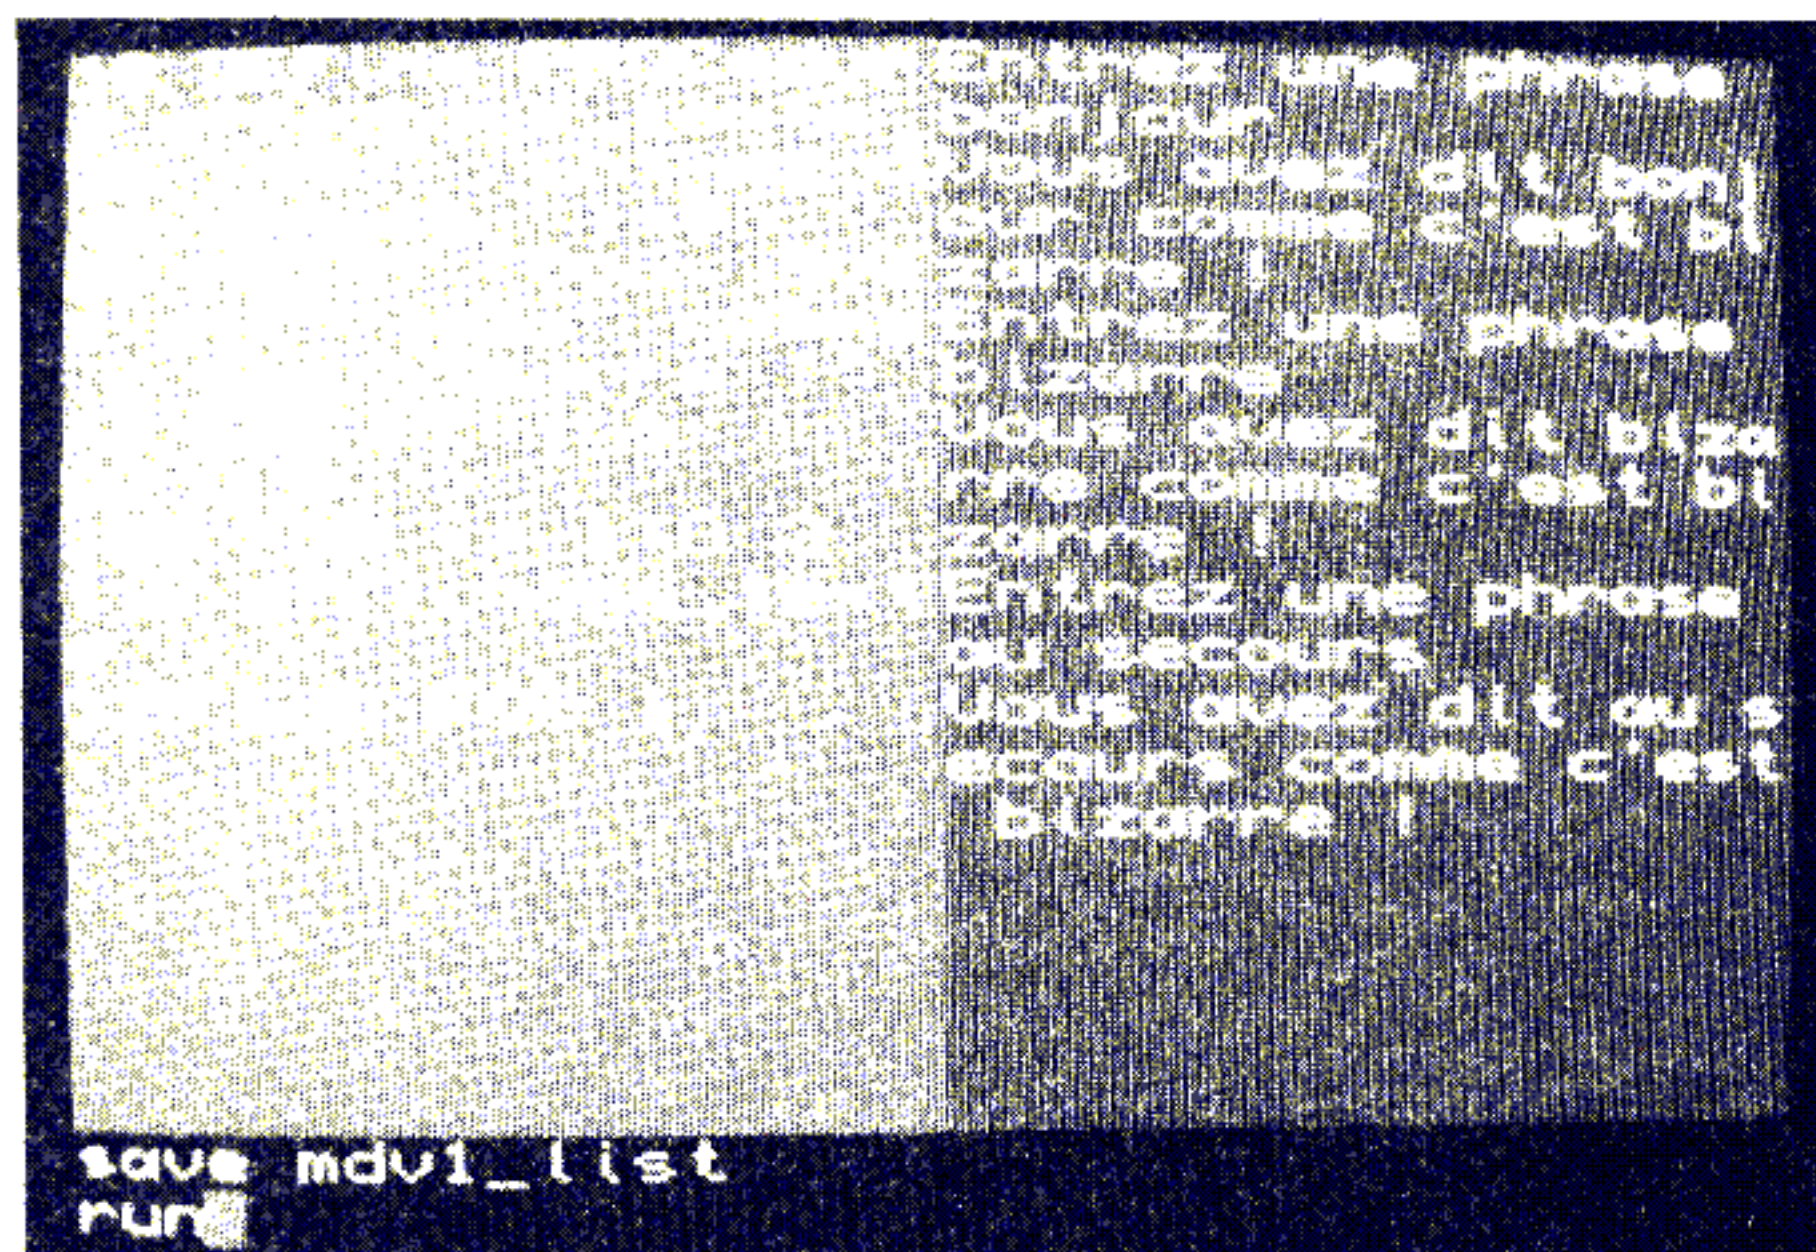 Entrez une phrase
bonjour
Vous avez dit bonj
our comme c'est bi
zarre !
Entrez une phrase
bizarre
Vous avez dit biza
rre comme c'est bi
zarre !
Entrez une phrase
au secours
Vous avez dit au s
ecours comme c'est
bizarre !
save mdv1_list
run